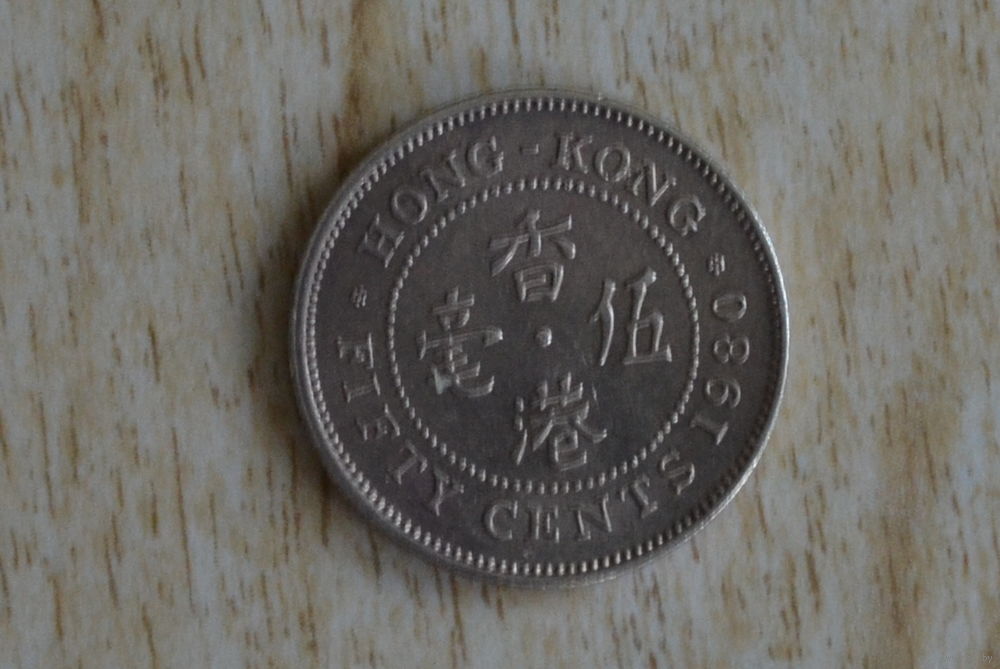 HONG-KONG
FIFTY CENTS 1980
香港
伍毫